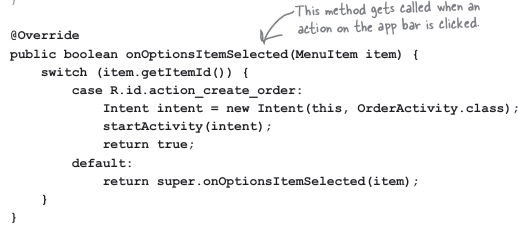 This method gets called when an
action on the app bar is clicked.
@Override
public boolean onOptionsItemSelected(MenuItem item) {
    switch (item.getItemId()) {
        case R.id.action_create_order:
            Intent intent = new Intent(this, OrderActivity.class);
            startActivity(intent);
            return true;
        default:
            return super.onOptionsItemSelected(item);
    }
}